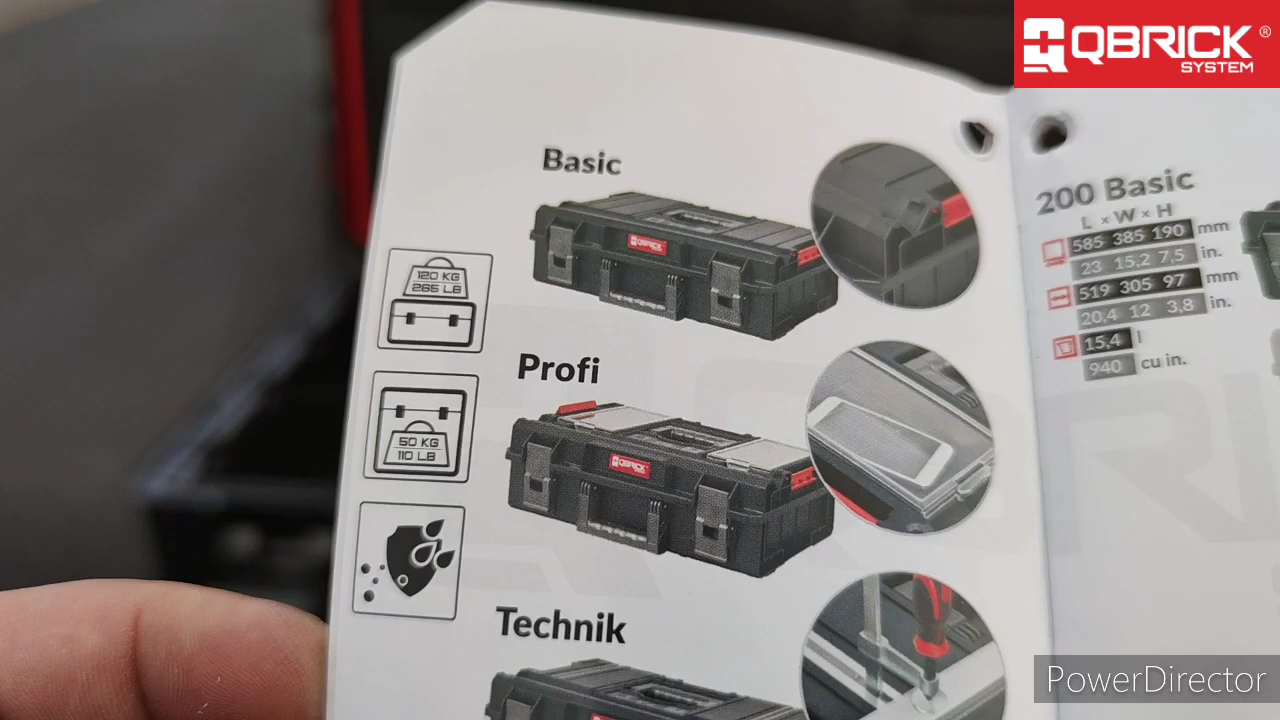 QBRICK®
SYSTEM
Basic
QBRICK
120 KG
265 LB
Profi
QBRICK
50 KG
110 LB
Technik
200 Basic
L × W × H
585 385 190 mm
23 15.2 7,5 in.
519 305 97 mm
20,4 12 3,8 in.
15,4 l
940 cu in.
PowerDirector